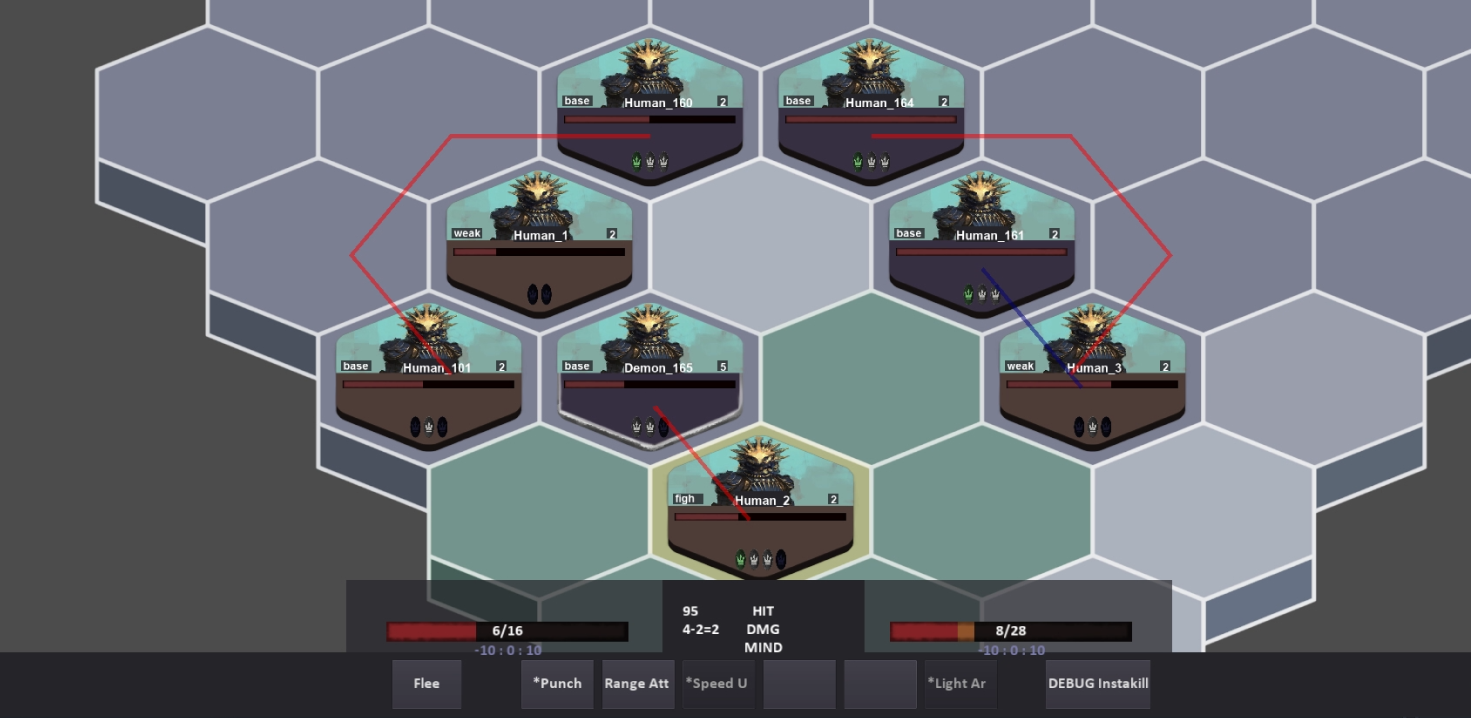 base Human_160 2
base Human_164 2
weak Human_1 2
base Human_161 2
base Human_101 2
base Demon_165 5
weak Human_3 2
figh Human_2 2
6/16
-10 : 0 : 10
95 HIT
4-2=2 DMG
MIND
8/28
-10 : 0 : 10
Flee
*Punch
Range Att
*Speed U
*Light Ar
DEBUG Instakill